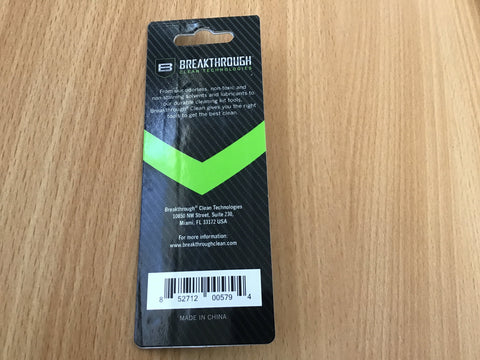 B BREAKTHROUGH
CLEAN TECHNOLOGIES
From our odorless, non-toxic and
non-staining solvents and lubricants to
our durable cleaning kit tools,
Breakthrough® Clean gives you the right
tools to get the best clean.
Breakthrough® Clean Technologies
10850 NW Street, Suite 230,
Miami, FL 33172 USA
For more information:
www.breakthroughclean.com
8 52712 00579 4
MADE IN CHINA